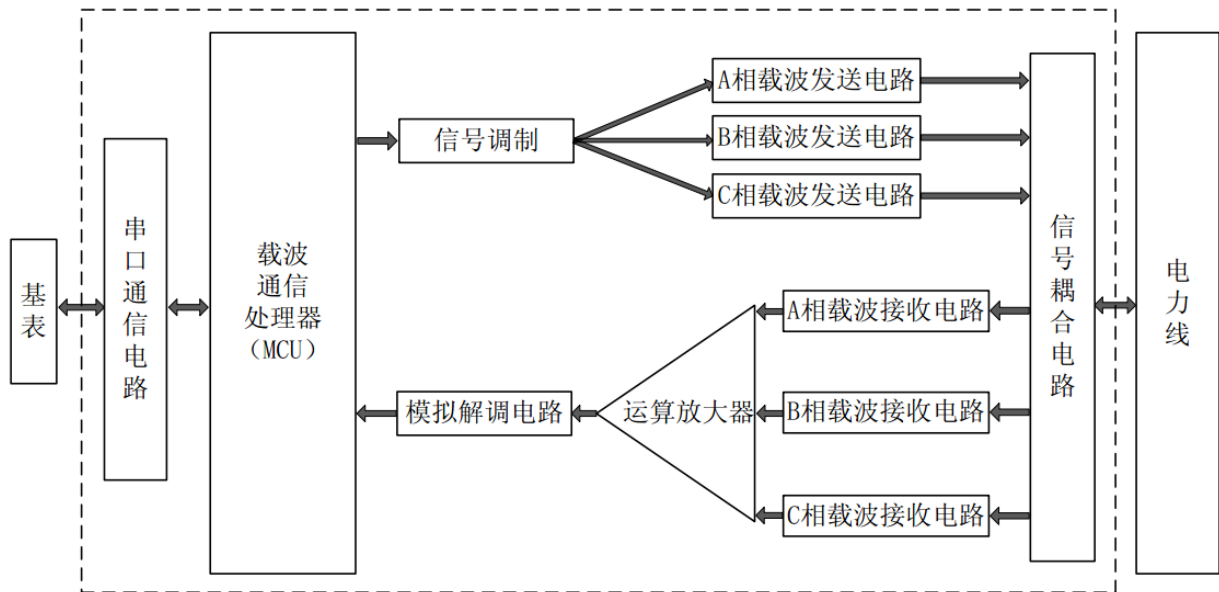 基表
串口通信电路
载波
通信
处理器
（MCU）
信号调制
A相载波发送电路
B相载波发送电路
C相载波发送电路
A相载波接收电路
B相载波接收电路
C相载波接收电路
运算放大器
模拟解调电路
信号耦合电路
电力线